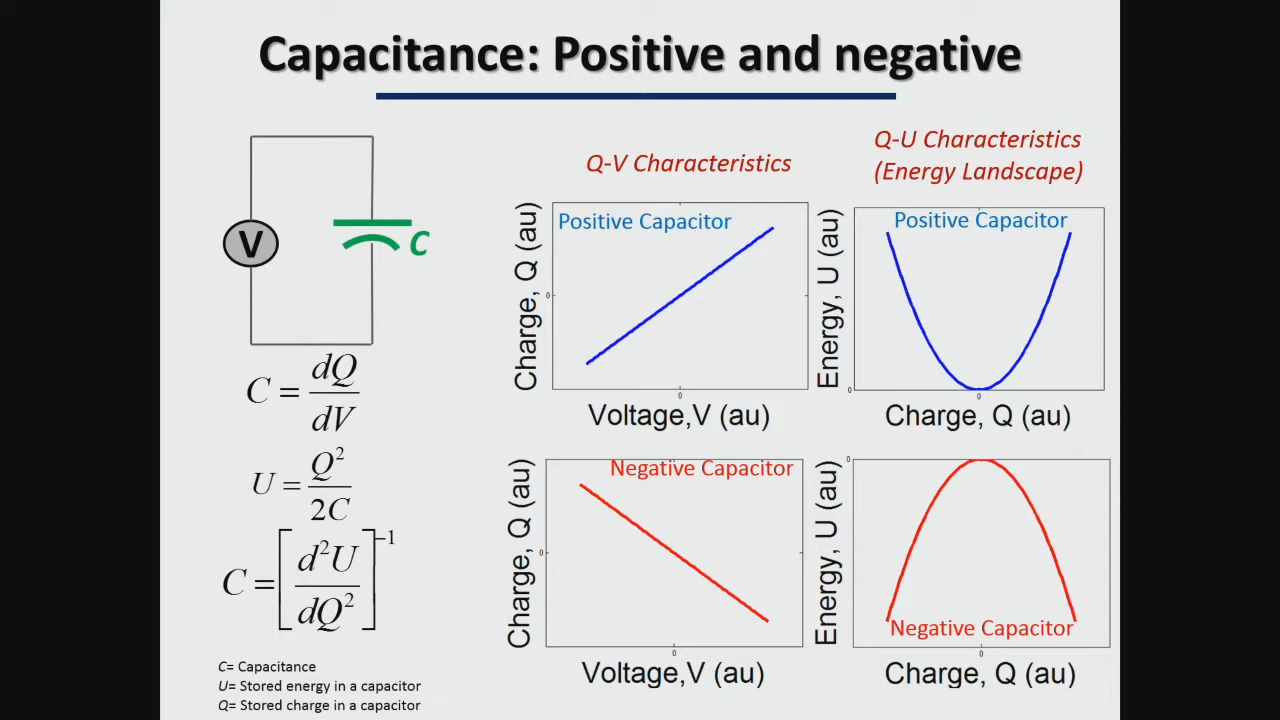 Capacitance: Positive and negative
V
C
C = dQ/dV
U = Q²/2C
C = [d²U/dQ²]⁻¹
C= Capacitance
U= Stored energy in a capacitor
Q= Stored charge in a capacitor
Q-V Characteristics
Positive Capacitor
Charge, Q (au)
0
0
Voltage,V (au)
Negative Capacitor
Charge, Q (au)
0
0
Voltage,V (au)
Q-U Characteristics
(Energy Landscape)
Positive Capacitor
Energy, U (au)
0
0
Charge, Q (au)
0
Energy, U (au)
Negative Capacitor
0
Charge, Q (au)